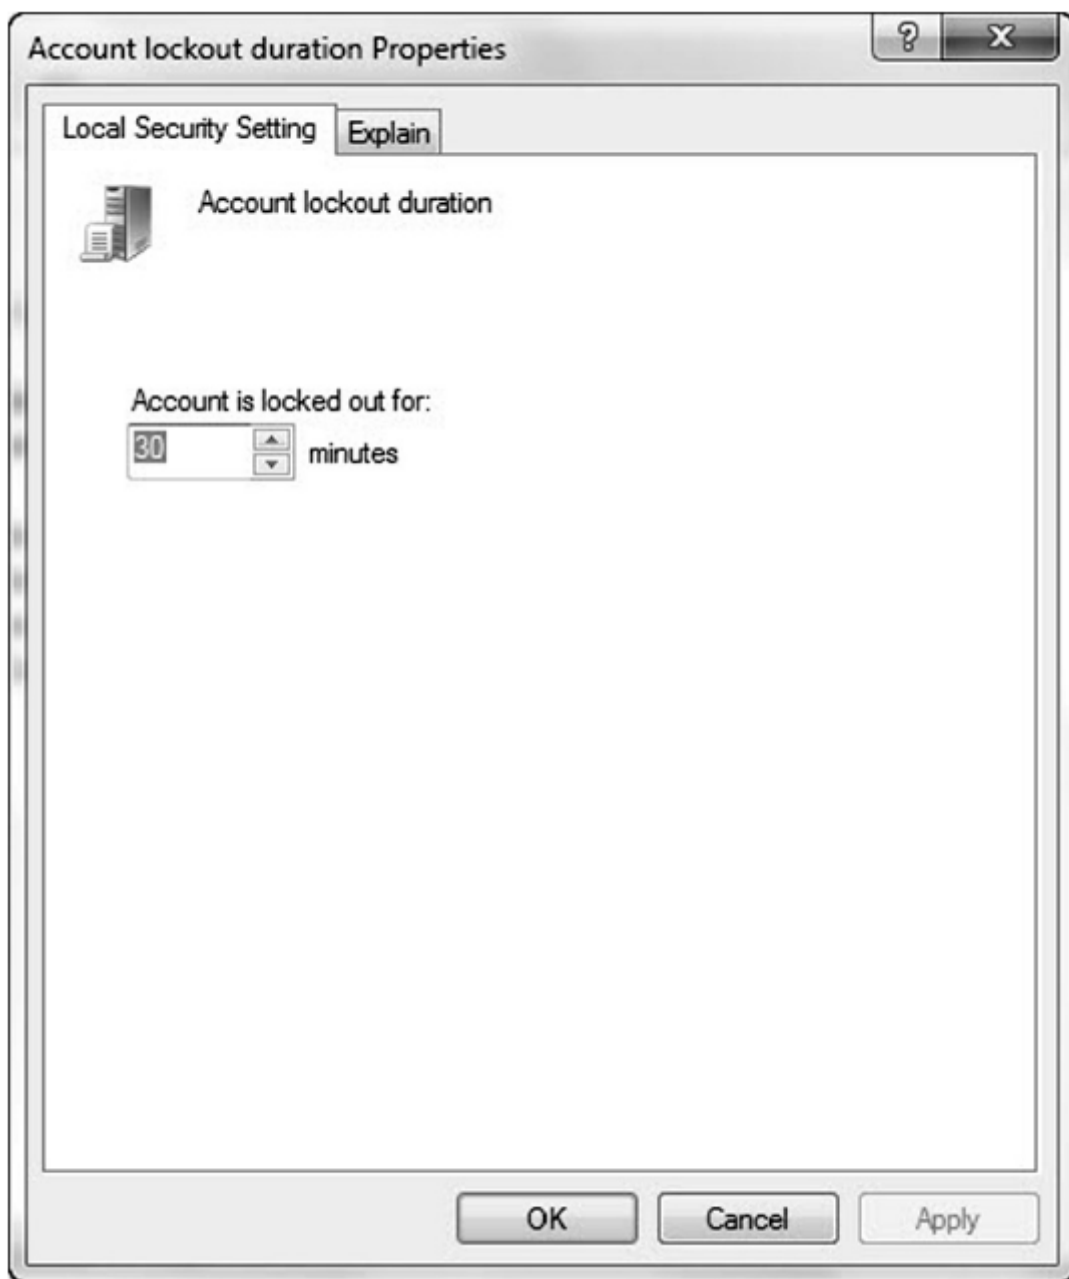 Account lockout duration Properties
?
X
Local Security Setting
Explain
Account lockout duration
Account is locked out for:
30
minutes
OK
Cancel
Apply